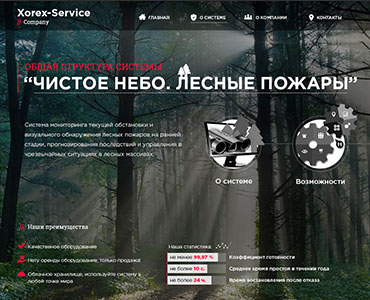 Xorex-Service
Company
ГЛАВНАЯ
О СИСТЕМЕ
О КОМПАНИИ
КОНТАКТЫ
ОБЩАЯ СТРУКТУРА СИСТЕМЫ
“ЧИСТОЕ НЕБО. ЛЕСНЫЕ ПОЖАРЫ”
Система мониторинга текущей обстановки и
визуального обнаружения лесных пожаров на ранней
стадии, прогнозирования последствий и управления в
чрезвычайных ситуациях в лесных массивах.
О системе
Возможности
Наши преимущества
Качественное оборудование
Нету оренды оборудование, только продажа!
Облачное хранилище, используйте систему в
любой точке мира
Наша статистика:
не менее 99,97 %
Коэффициент готовности
не более 10 с.
Среднее время простоя в течении года
не более 24 ч.
Время востановления после отказа